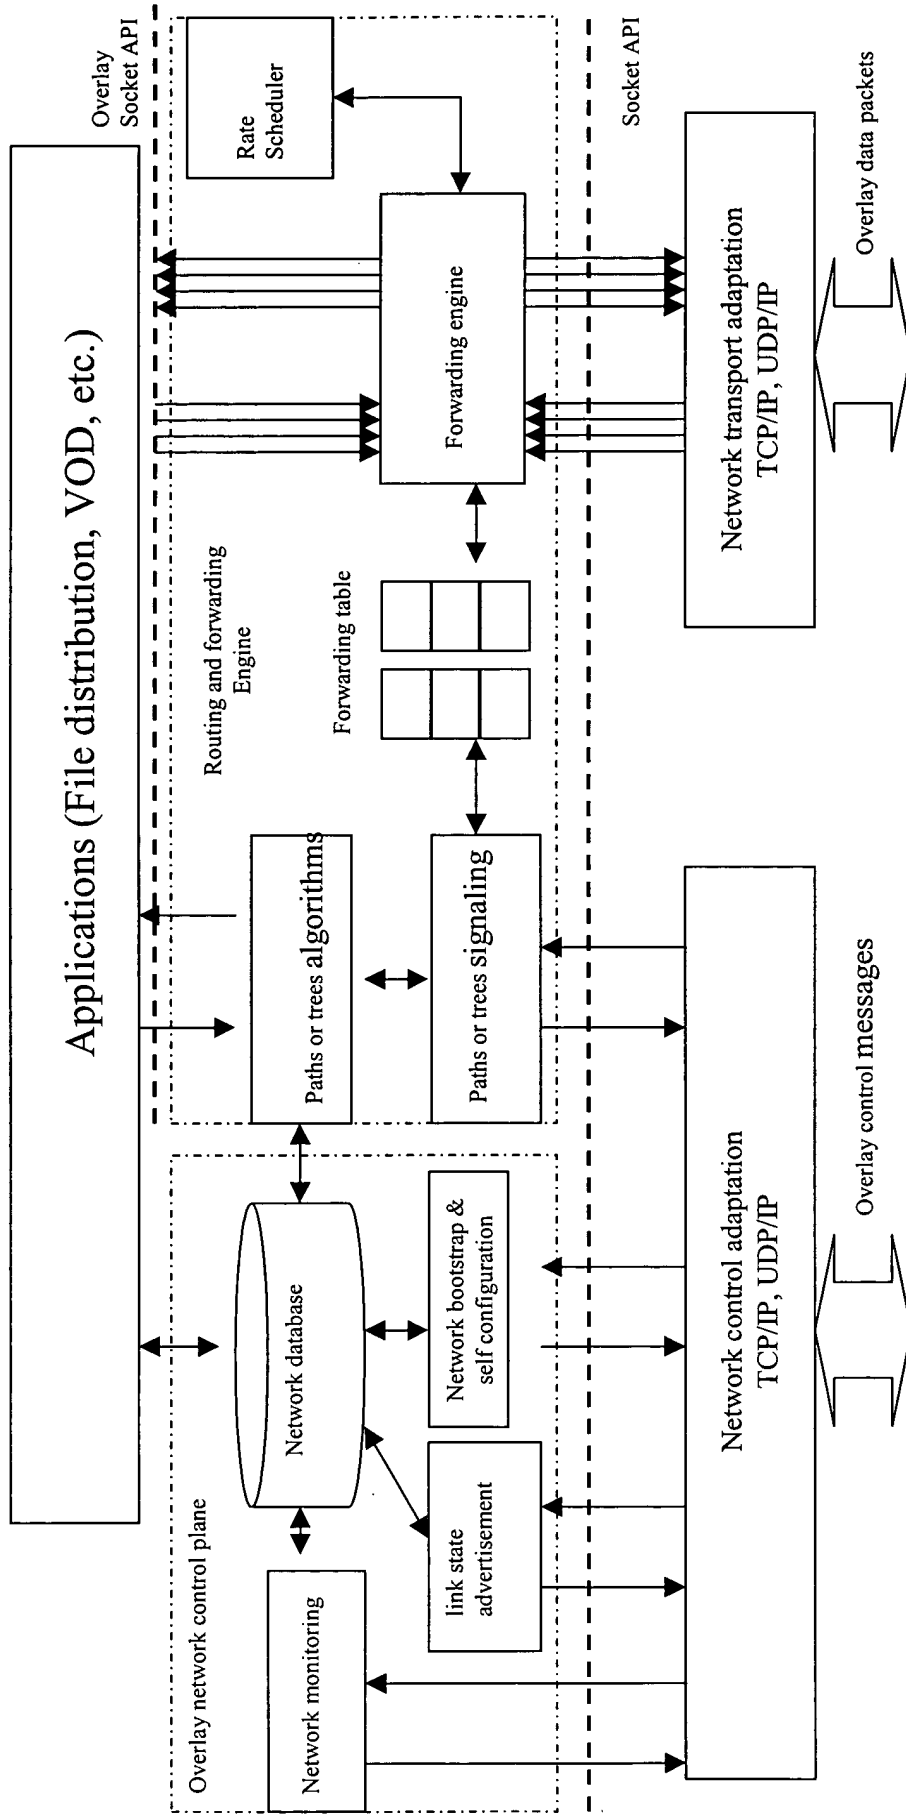 Applications (File distribution, VOD, etc.)
Overlay
Socket API
Overlay network control plane
Network monitoring
Network database
link state
advertisement
Network bootstrap &
self configuration
Routing and forwarding
Engine
Paths or trees algorithms
Paths or trees signaling
Forwarding table
Forwarding engine
Rate
Scheduler
Socket API
Network control adaptation
TCP/IP, UDP/IP
Network transport adaptation
TCP/IP, UDP/IP
Overlay control messages
Overlay data packets